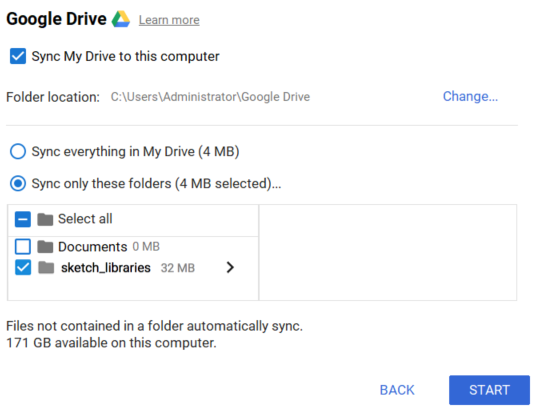 Google Drive Learn more
Sync My Drive to this computer
Folder location: C:\Users\Administrator\Google Drive Change...
Sync everything in My Drive (4 MB)
Sync only these folders (4 MB selected)...
Select all
Documents 0 MB
sketch_libraries 32 MB
Files not contained in a folder automatically sync.
171 GB available on this computer.
BACK START